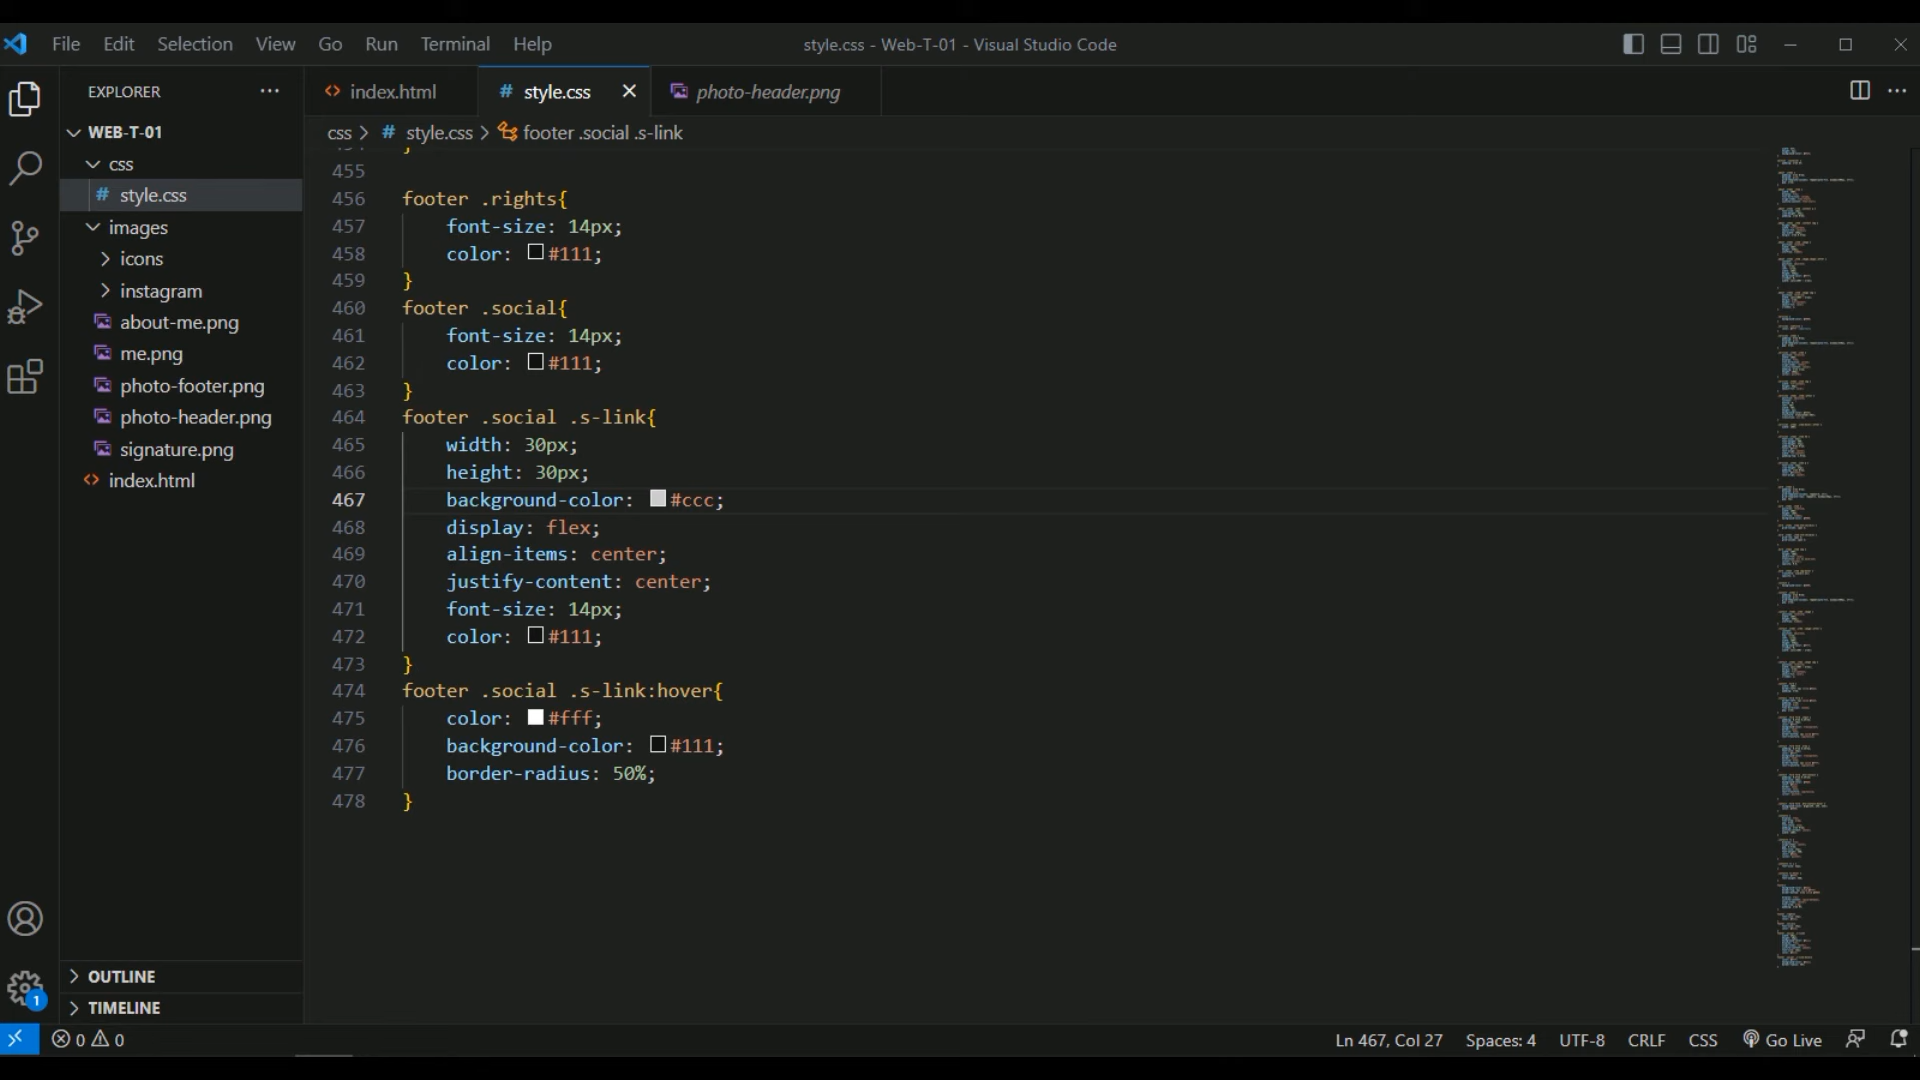 File Edit Selection View Go Run Terminal Help
style.css - Web-T-01 - Visual Studio Code
EXPLORER
WEB-T-01
css
# style.css
images
icons
instagram
about-me.png
me.png
photo-footer.png
photo-header.png
signature.png
<> index.html
OUTLINE
TIMELINE
<> index.html
# style.css
photo-header.png
css > # style.css > footer .social .s-link
455
456 footer .rights{
457 font-size: 14px;
458 color: #111;
459 }
460 footer .social{
461 font-size: 14px;
462 color: #111;
463 }
464 footer .social .s-link{
465 width: 30px;
466 height: 30px;
467 background-color: #ccc;
468 display: flex;
469 align-items: center;
470 justify-content: center;
471 font-size: 14px;
472 color: #111;
473 }
474 footer .social .s-link:hover{
475 color: #fff;
476 background-color: #111;
477 border-radius: 50%;
478 }
1
0 0
Ln 467, Col 27 Spaces: 4 UTF-8 CRLF CSS Go Live